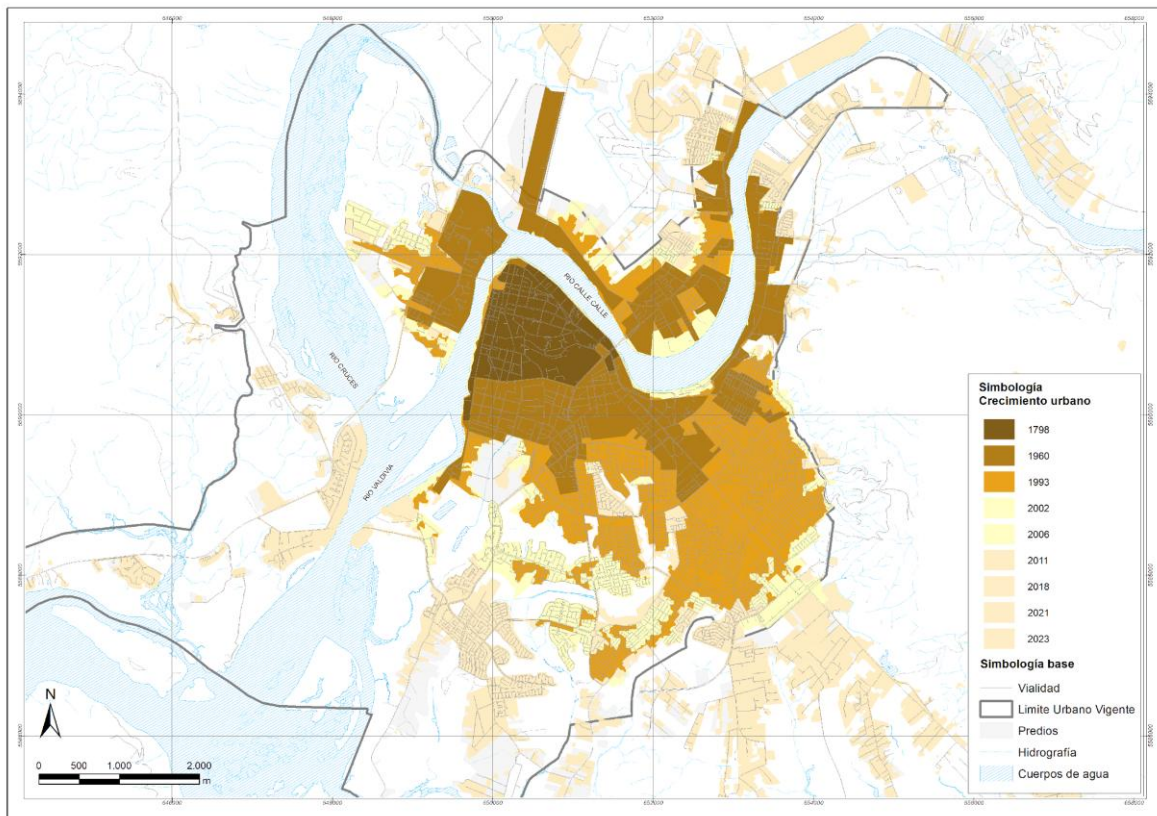 RIO CALLE CALLE
RIO CRUCES
RIO VALDIVIA
Simbología
Crecimiento urbano
1798
1960
1993
2002
2006
2011
2018
2021
2023
Simbología base
Vialidad
Limite Urbano Vigente
Predios
Hidrografía
Cuerpos de agua
N
0 500 1.000 2.000
m